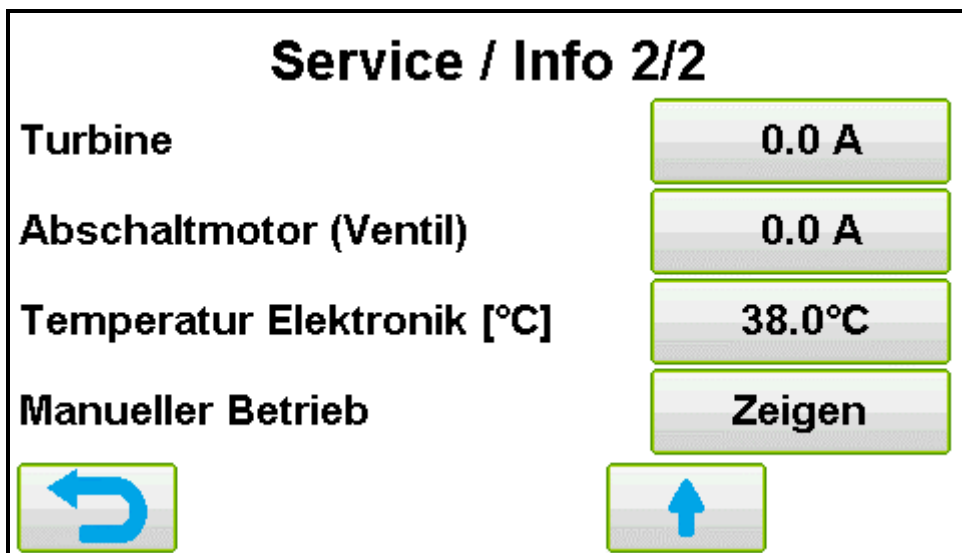 Service / Info 2/2
Turbine 0.0 A
Abschaltmotor (Ventil) 0.0 A
Temperatur Elektronik [°C] 38.0°C
Manueller Betrieb Zeigen